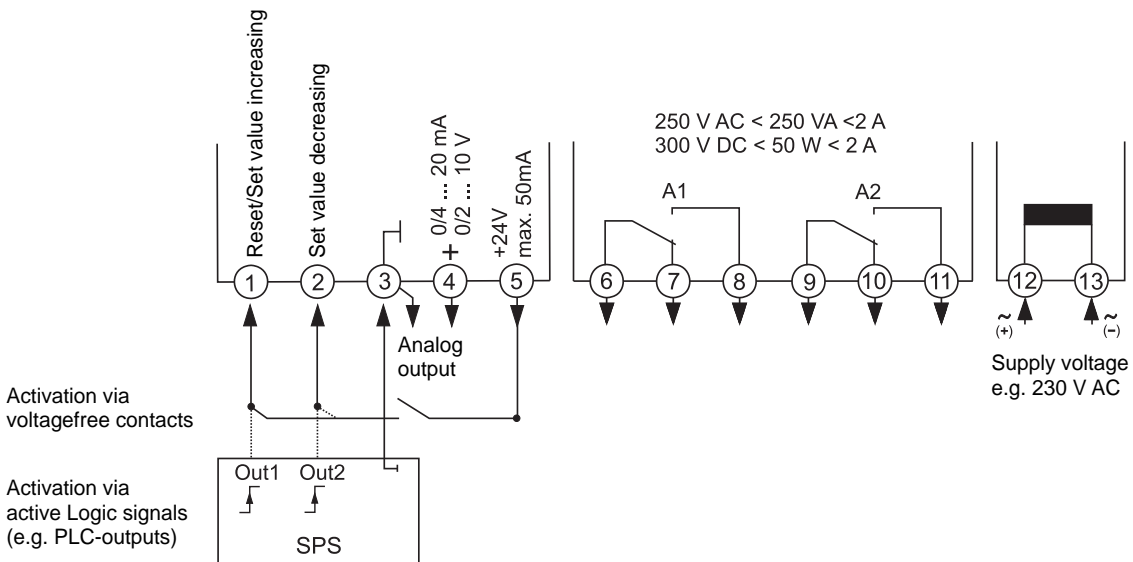 Reset/Set value increasing
Set value decreasing
+ 0/4 ... 20 mA
0/2 ... 10 V
+24V
max. 50mA
250 V AC < 250 VA <2 A
300 V DC < 50 W < 2 A
A1
A2
1
2
3
4
5
6
7
8
9
10
11
12
13
~
(+)
~
(−)
Analog
output
Supply voltage
e.g. 230 V AC
Activation via
voltagefree contacts
Out1
Out2
Activation via
active Logic signals
(e.g. PLC-outputs)
SPS